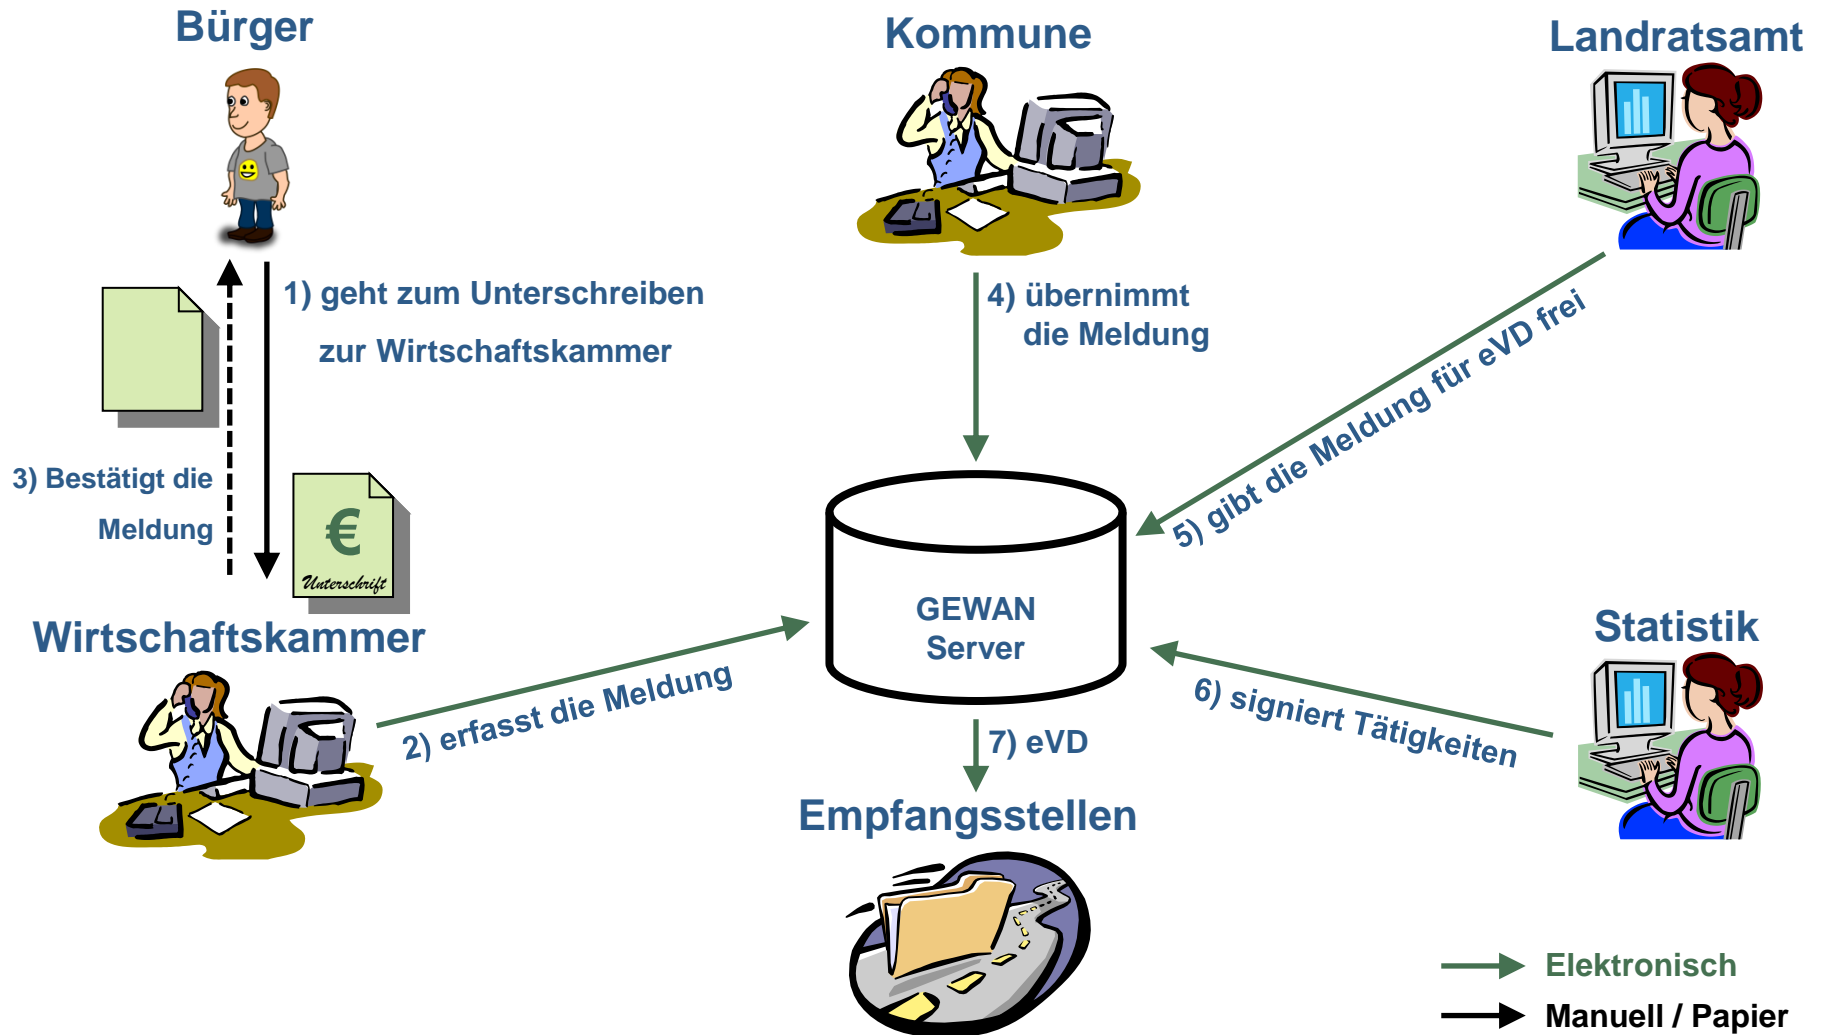 Bürger
Kommune
Landratsamt
1) geht zum Unterschreiben
zur Wirtschaftskammer
4) übernimmt
die Meldung
5) gibt die Meldung für eVD frei
3) Bestätigt die
Meldung
€
Unterschrift
Wirtschaftskammer
2) erfasst die Meldung
GEWAN
Server
Statistik
6) signiert Tätigkeiten
7) eVD
Empfangsstellen
Elektronisch
Manuell / Papier